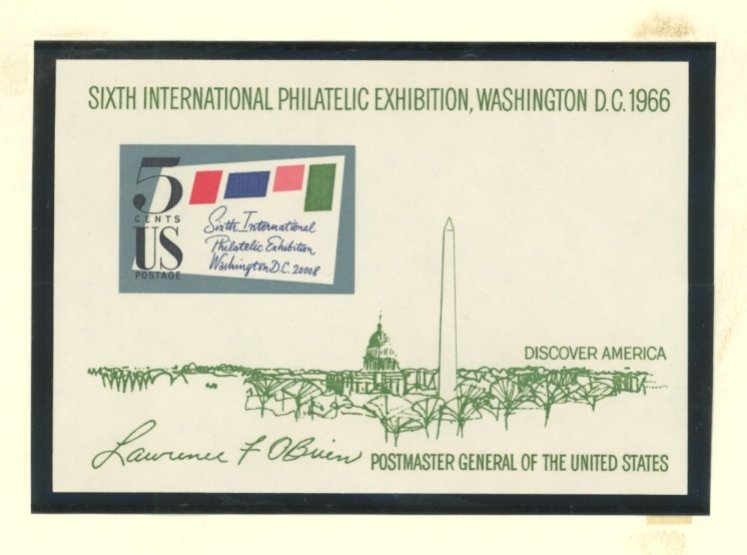 SIXTH INTERNATIONAL PHILATELIC EXHIBITION, WASHINGTON D.C. 1966
5
CENTS
US
POSTAGE
Sixth International
Philatelic Exhibition
Washington D.C. 20008
DISCOVER AMERICA
Lawrence F O'Brien
POSTMASTER GENERAL OF THE UNITED STATES